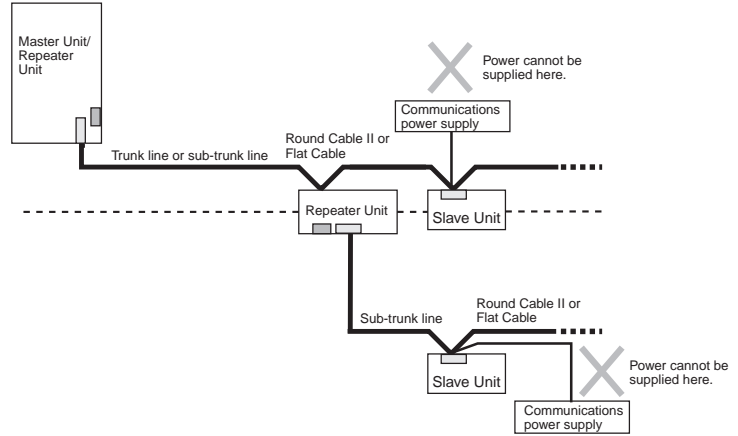 Master Unit/
Repeater
Unit
Power cannot be
supplied here.
Communications
power supply
Trunk line or sub-trunk line
Round Cable II or
Flat Cable
Repeater Unit
Slave Unit
Sub-trunk line
Round Cable II or
Flat Cable
Slave Unit
Power cannot be
supplied here.
Communications
power supply